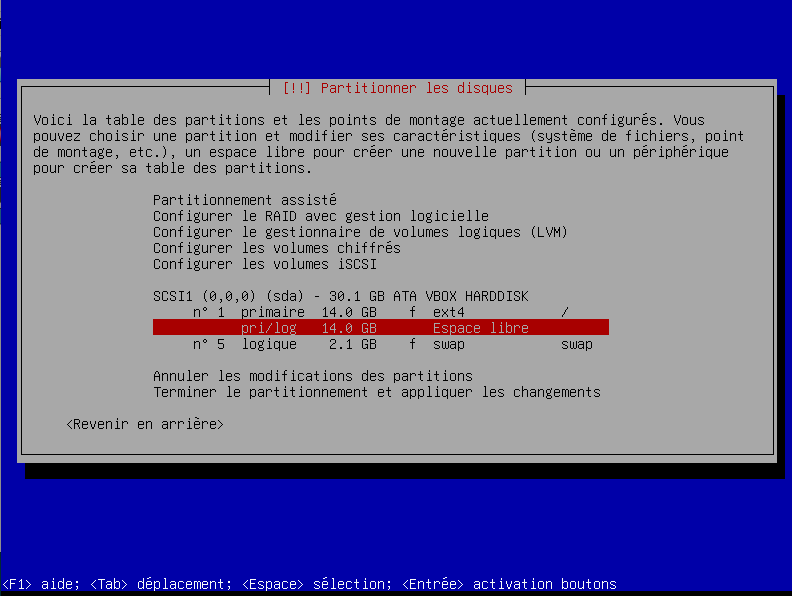 [!!] Partitionner les disques
Voici la table des partitions et les points de montage actuellement configurés. Vous
pouvez choisir une partition et modifier ses caractéristiques (système de fichiers, point
de montage, etc.), un espace libre pour créer une nouvelle partition ou un périphérique
pour créer sa table des partitions.
Partitionnement assisté
Configurer le RAID avec gestion logicielle
Configurer le gestionnaire de volumes logiques (LVM)
Configurer les volumes chiffrés
Configurer les volumes iSCSI
SCSI1 (0,0,0) (sda) - 30.1 GB ATA VBOX HARDDISK
n° 1 primaire 14.0 GB f ext4 /
pri/log 14.0 GB Espace libre
n° 5 logique 2.1 GB f swap swap
Annuler les modifications des partitions
Terminer le partitionnement et appliquer les changements
<Revenir en arrière>
<F1> aide; <Tab> déplacement; <Espace> sélection; <Entrée> activation boutons